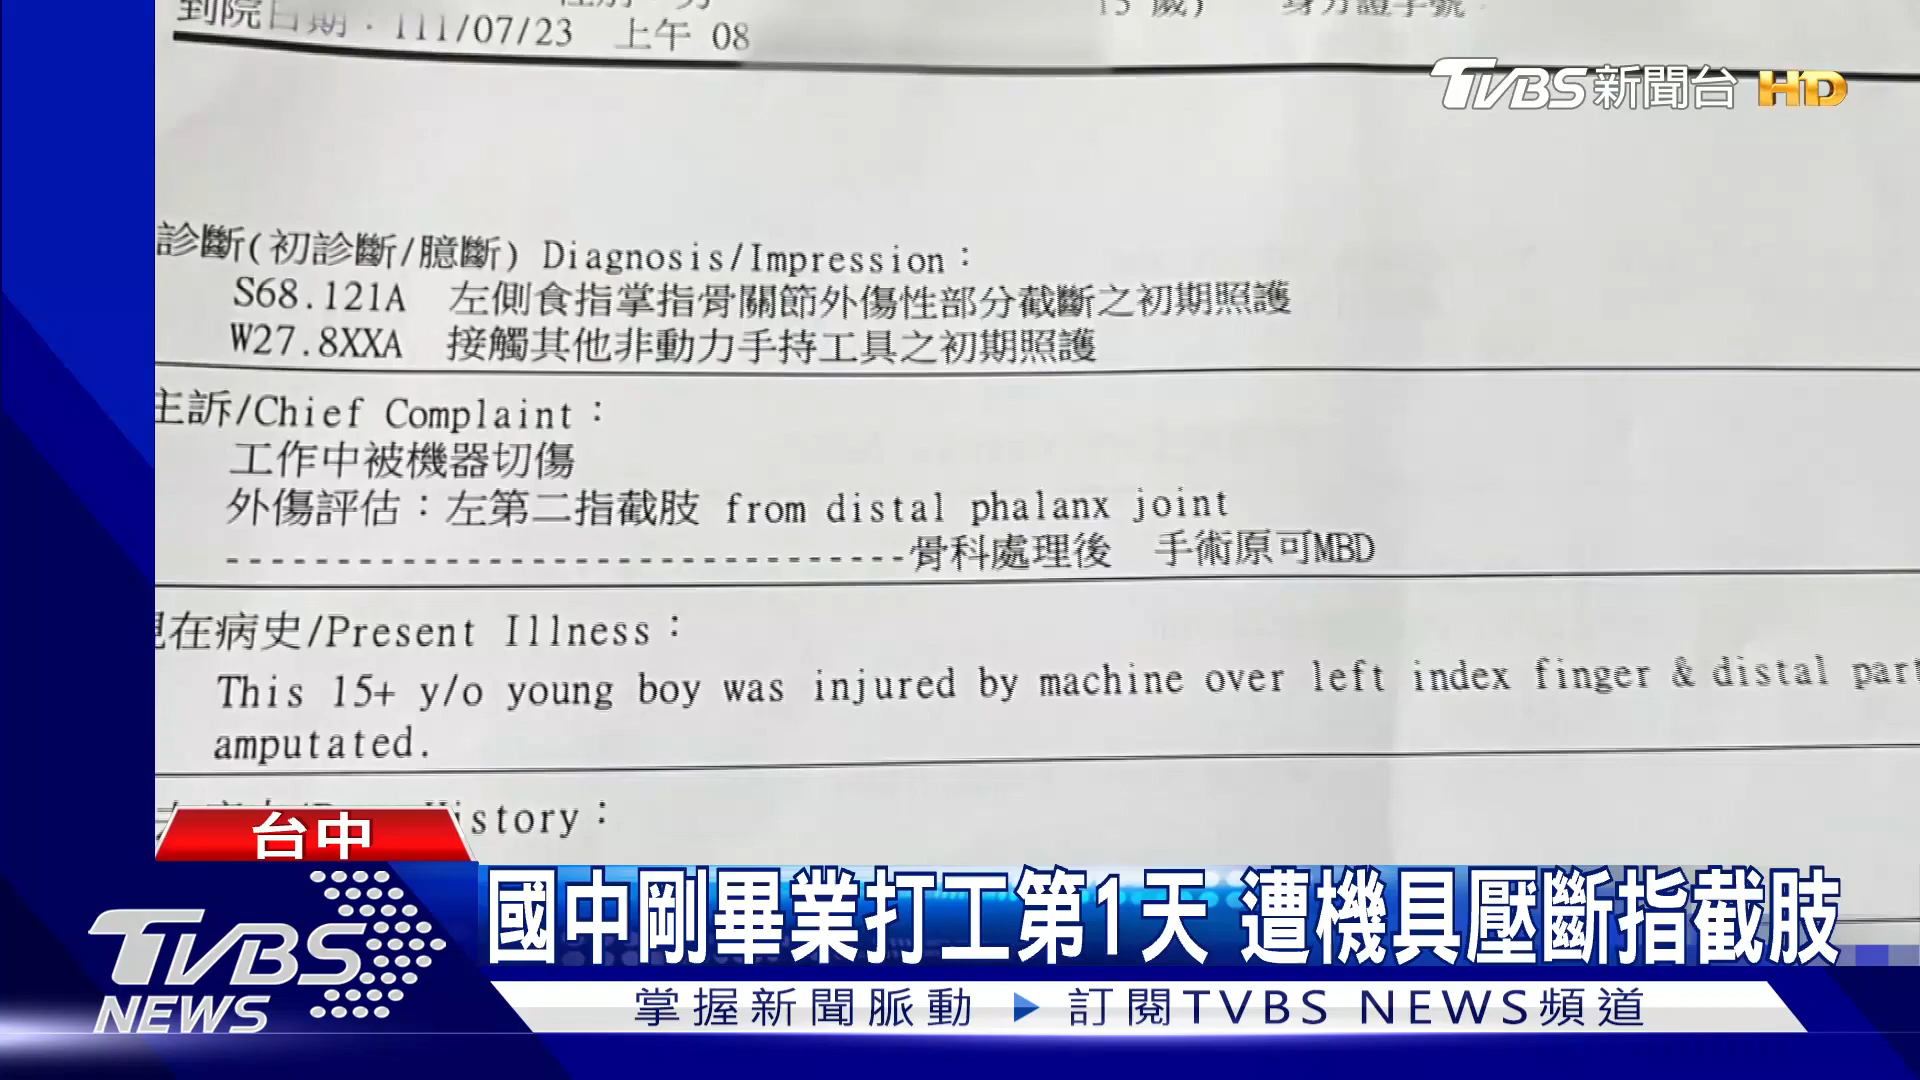 到院日期：111/07/23 上午 08
TVBS新聞台 HD
診斷(初診斷/臆斷) Diagnosis/Impression：
S68.121A 左側食指掌指骨關節外傷性部分截斷之初期照護
W27.8XXA 接觸其他非動力手持工具之初期照護
主訴/Chief Complaint：
工作中被機器切傷
外傷評估：左第二指截肢 from distal phalanx joint
--------------------------------骨科處理後 手術原可MBD
現在病史/Present Illness：
This 15+ y/o young boy was injured by machine over left index finger & distal part
amputated.
History：
台中
國中剛畢業打工第1天 遭機具壓斷指截肢
TVBS
NEWS
掌握新聞脈動 ▶ 訂閱TVBS NEWS頻道